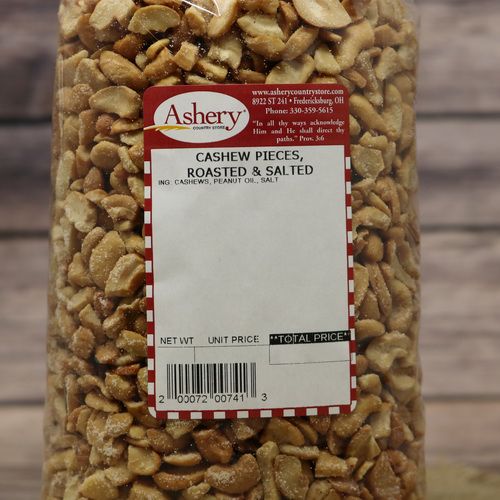 Ashery
COUNTRY STORE
www.asherycountrystore.com
8922 ST 241 • Fredericksburg, OH
Phone: 330-359-5615
"In all thy ways acknowledge
Him and He shall direct thy
paths." Prov. 3:6
CASHEW PIECES,
ROASTED & SALTED
ING: CASHEWS, PEANUT OIL, SALT
NET WT UNIT PRICE **TOTAL PRICE**
2 00072 00741 3